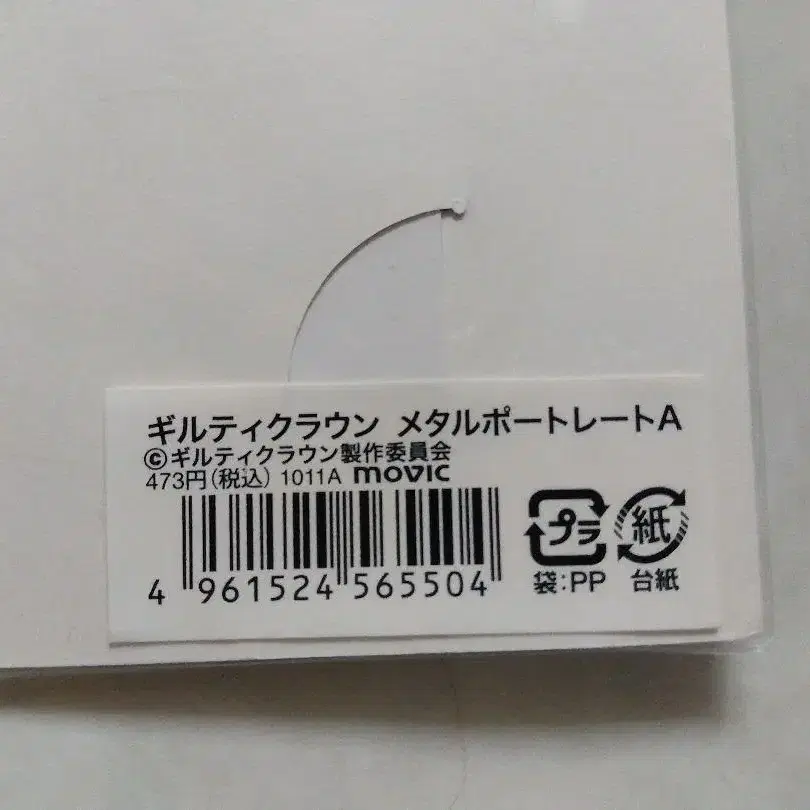 ギルティクラウン メタルポートレートA
©ギルティクラウン製作委員会
473円(税込) 1011A movic
4 961524 565504
プラ 紙
袋:PP 台紙